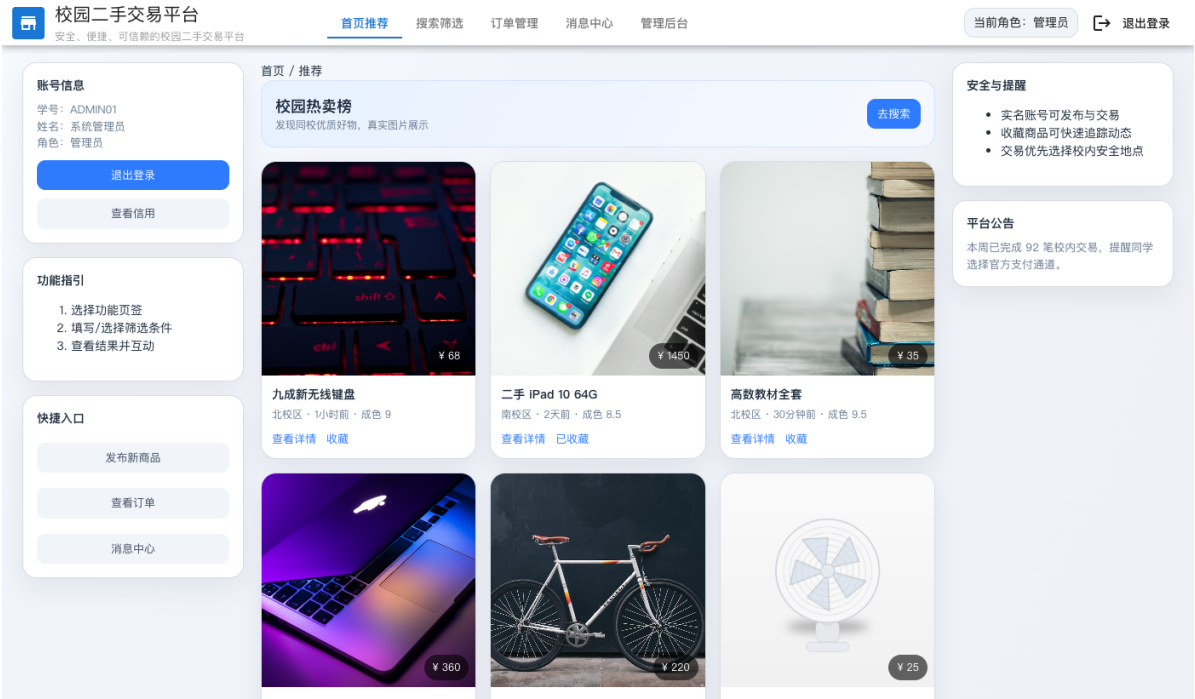 校园二手交易平台
安全、便捷、可信赖的校园二手交易平台
首页推荐
搜索筛选
订单管理
消息中心
管理后台
当前角色：管理员
退出登录
账号信息
学号：ADMIN01
姓名：系统管理员
角色：管理员
退出登录
查看信用
功能指引
1. 选择功能页签
2. 填写/选择筛选条件
3. 查看结果并互动
快捷入口
发布新商品
查看订单
消息中心
首页 / 推荐
校园热卖榜
发现同校优质好物，真实图片展示
去搜索
shift
ctrl
¥ 68
九成新无线键盘
北校区 · 1小时前 · 成色 9
查看详情 收藏
¥ 1450
二手 iPad 10 64G
南校区 · 2天前 · 成色 8.5
查看详情 已收藏
¥ 35
高数教材全套
北校区 · 30分钟前 · 成色 9.5
查看详情 收藏
¥ 360
¥ 220
¥ 25
安全与提醒
• 实名账号可发布与交易
• 收藏商品可快速追踪动态
• 交易优先选择校内安全地点
平台公告
本周已完成 92 笔校内交易，提醒同学
选择官方支付通道。